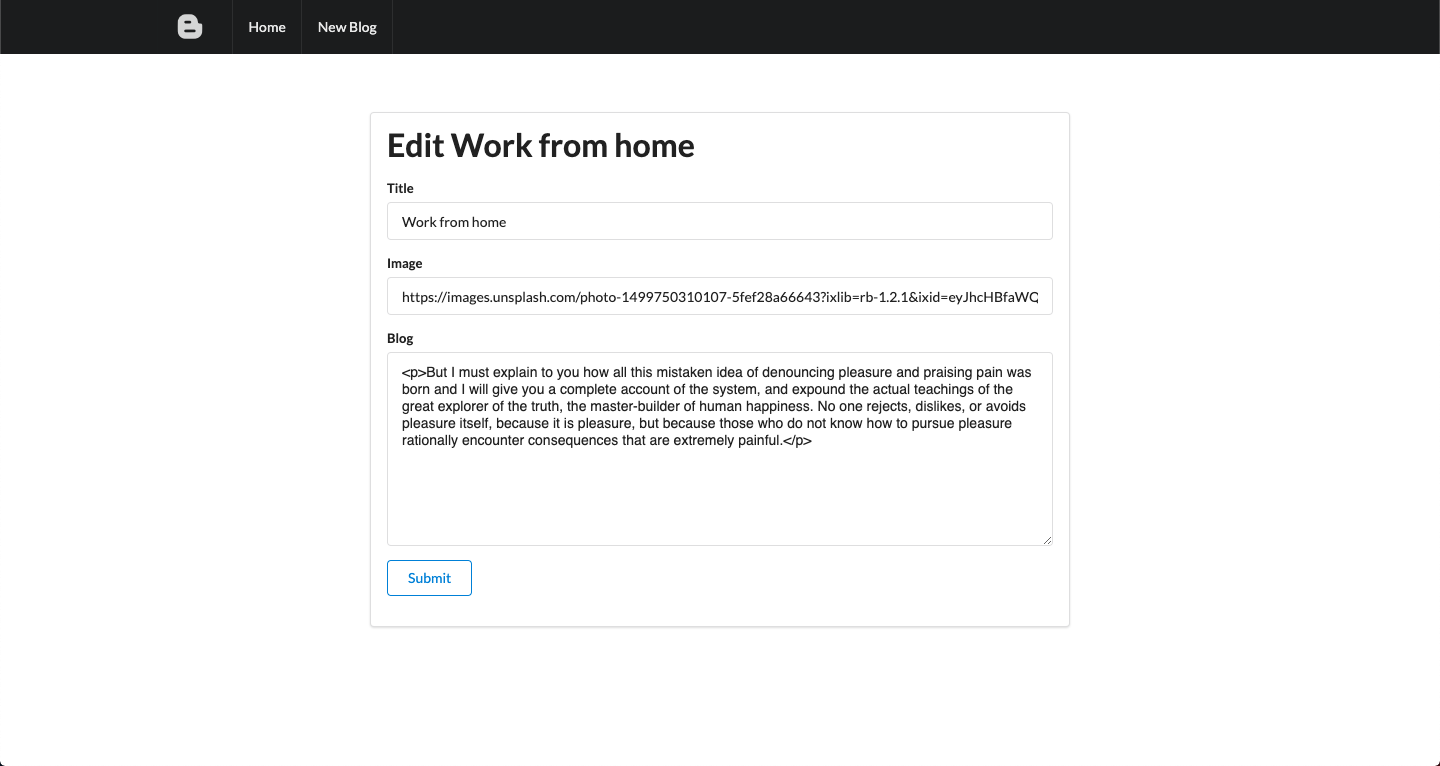 Home
New Blog
Edit Work from home
Title
Work from home
Image
https://images.unsplash.com/photo-1499750310107-5fef28a66643?ixlib=rb-1.2.1&ixid=eyJhcHBfaWQ
Blog
<p>But I must explain to you how all this mistaken idea of denouncing pleasure and praising pain was
born and I will give you a complete account of the system, and expound the actual teachings of the
great explorer of the truth, the master-builder of human happiness. No one rejects, dislikes, or avoids
pleasure itself, because it is pleasure, but because those who do not know how to pursue pleasure
rationally encounter consequences that are extremely painful.</p>
Submit